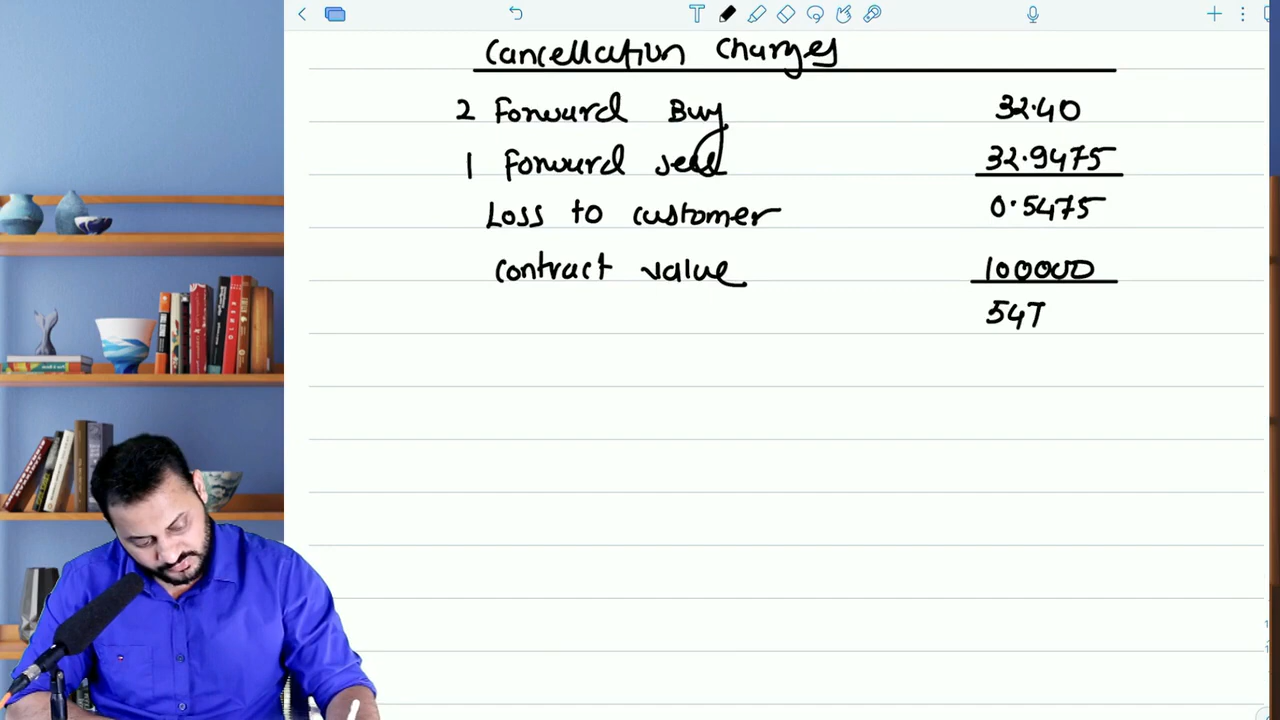 Cancellation Charges
2 Forward Buy 32.40
1 Forward sell 32.9475
Loss to customer 0.5475
contract value 100000
547